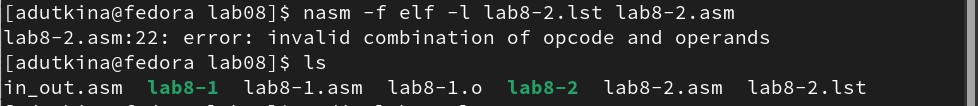 [adutkina@fedora lab08]$ nasm -f elf -l lab8-2.lst lab8-2.asm
lab8-2.asm:22: error: invalid combination of opcode and operands
[adutkina@fedora lab08]$ ls
in_out.asm lab8-1 lab8-1.asm lab8-1.o lab8-2 lab8-2.asm lab8-2.lst